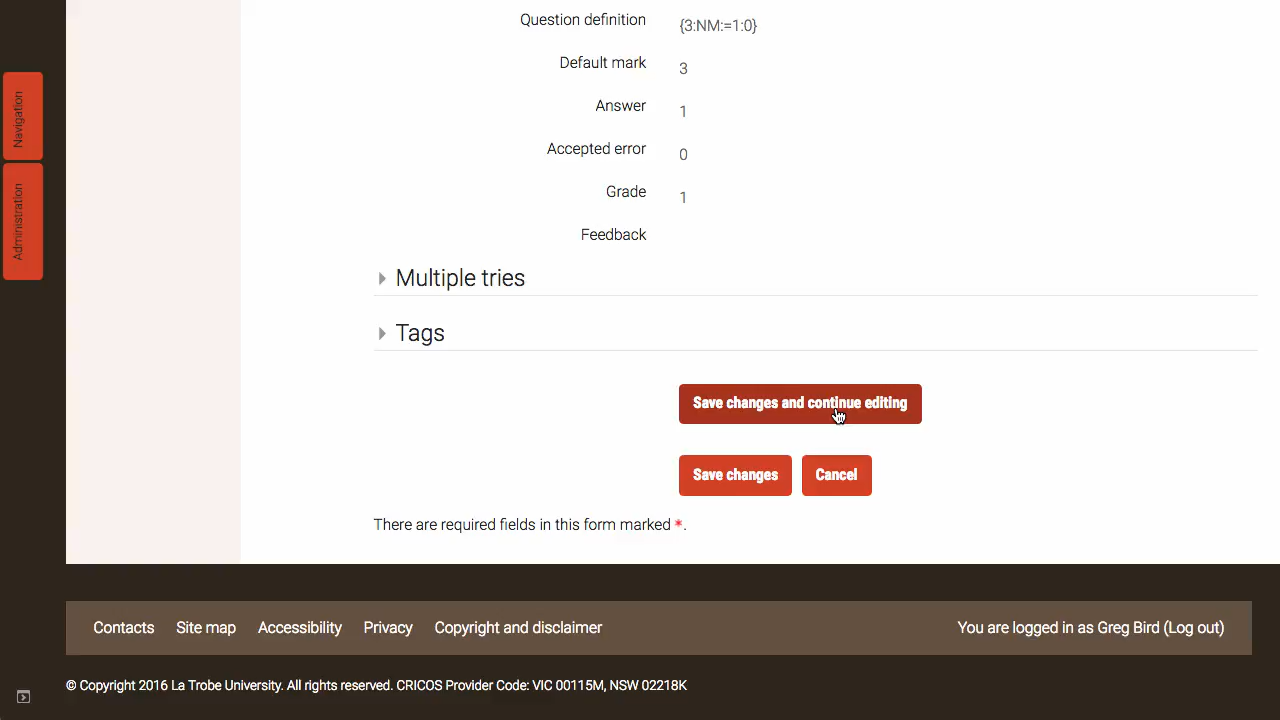 Question definition {3:NM:=1:0}
Default mark 3
Answer 1
Accepted error 0
Grade 1
Feedback
Multiple tries
Tags
Save changes and continue editing
Save changes Cancel
There are required fields in this form marked *.
Navigation
Administration
Contacts Site map Accessibility Privacy Copyright and disclaimer You are logged in as Greg Bird (Log out)
© Copyright 2016 La Trobe University. All rights reserved. CRICOS Provider Code: VIC 00115M, NSW 02218K